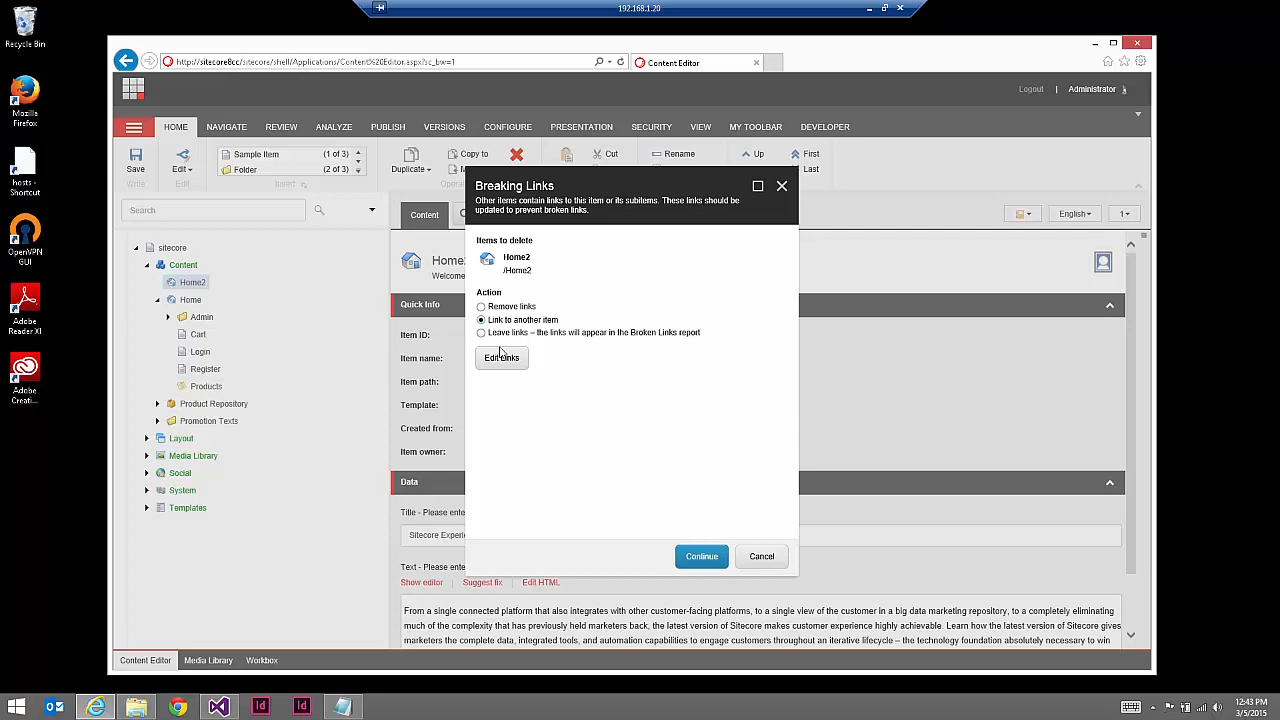 192.168.1.20
Recycle Bin
Mozilla
Firefox
hosts -
Shortcut
OpenVPN
GUI
Adobe
Reader XI
Adobe
Creati...
http://sitecore8cc/sitecore/shell/Applications/Content%20Editor.aspx?sc_bw=1
Content Editor
Logout | Administrator
HOME NAVIGATE REVIEW ANALYZE PUBLISH VERSIONS CONFIGURE PRESENTATION SECURITY VIEW MY TOOLBAR DEVELOPER
Save
Write
Edit
Edit
Sample Item (1 of 3)
Folder (2 of 3)
Insert
Duplicate
Copy to
Cut
Rename
Up
First
Last
Search
Content
English
1
sitecore
Content
Home2
Home
Admin
Cart
Login
Register
Products
Product Repository
Promotion Texts
Layout
Media Library
Social
System
Templates
Home2
Quick Info
Item ID:
Item name:
Item path:
Template:
Created from:
Item owner:
Data
Title - Please ente
Sitecore Experi
Text - Please ente
Show editor | Suggest fix | Edit HTML
From a single connected platform that also integrates with other customer-facing platforms, to a single view of the customer in a big data marketing repository, to a completely eliminating
much of the complexity that has previously held marketers back, the latest version of Sitecore makes customer experience highly achievable. Learn how the latest version of Sitecore gives
marketers the complete data, integrated tools, and automation capabilities to engage customers throughout an iterative lifecycle – the technology foundation absolutely necessary to win
Breaking Links
Other items contain links to this item or its subitems. These links should be
updated to prevent broken links.
Items to delete
Home2
/Home2
Action
Remove links
Link to another item
Leave links – the links will appear in the Broken Links report
Edit Links
Continue
Cancel
Content Editor Media Library Workbox
12:43 PM
3/5/2015